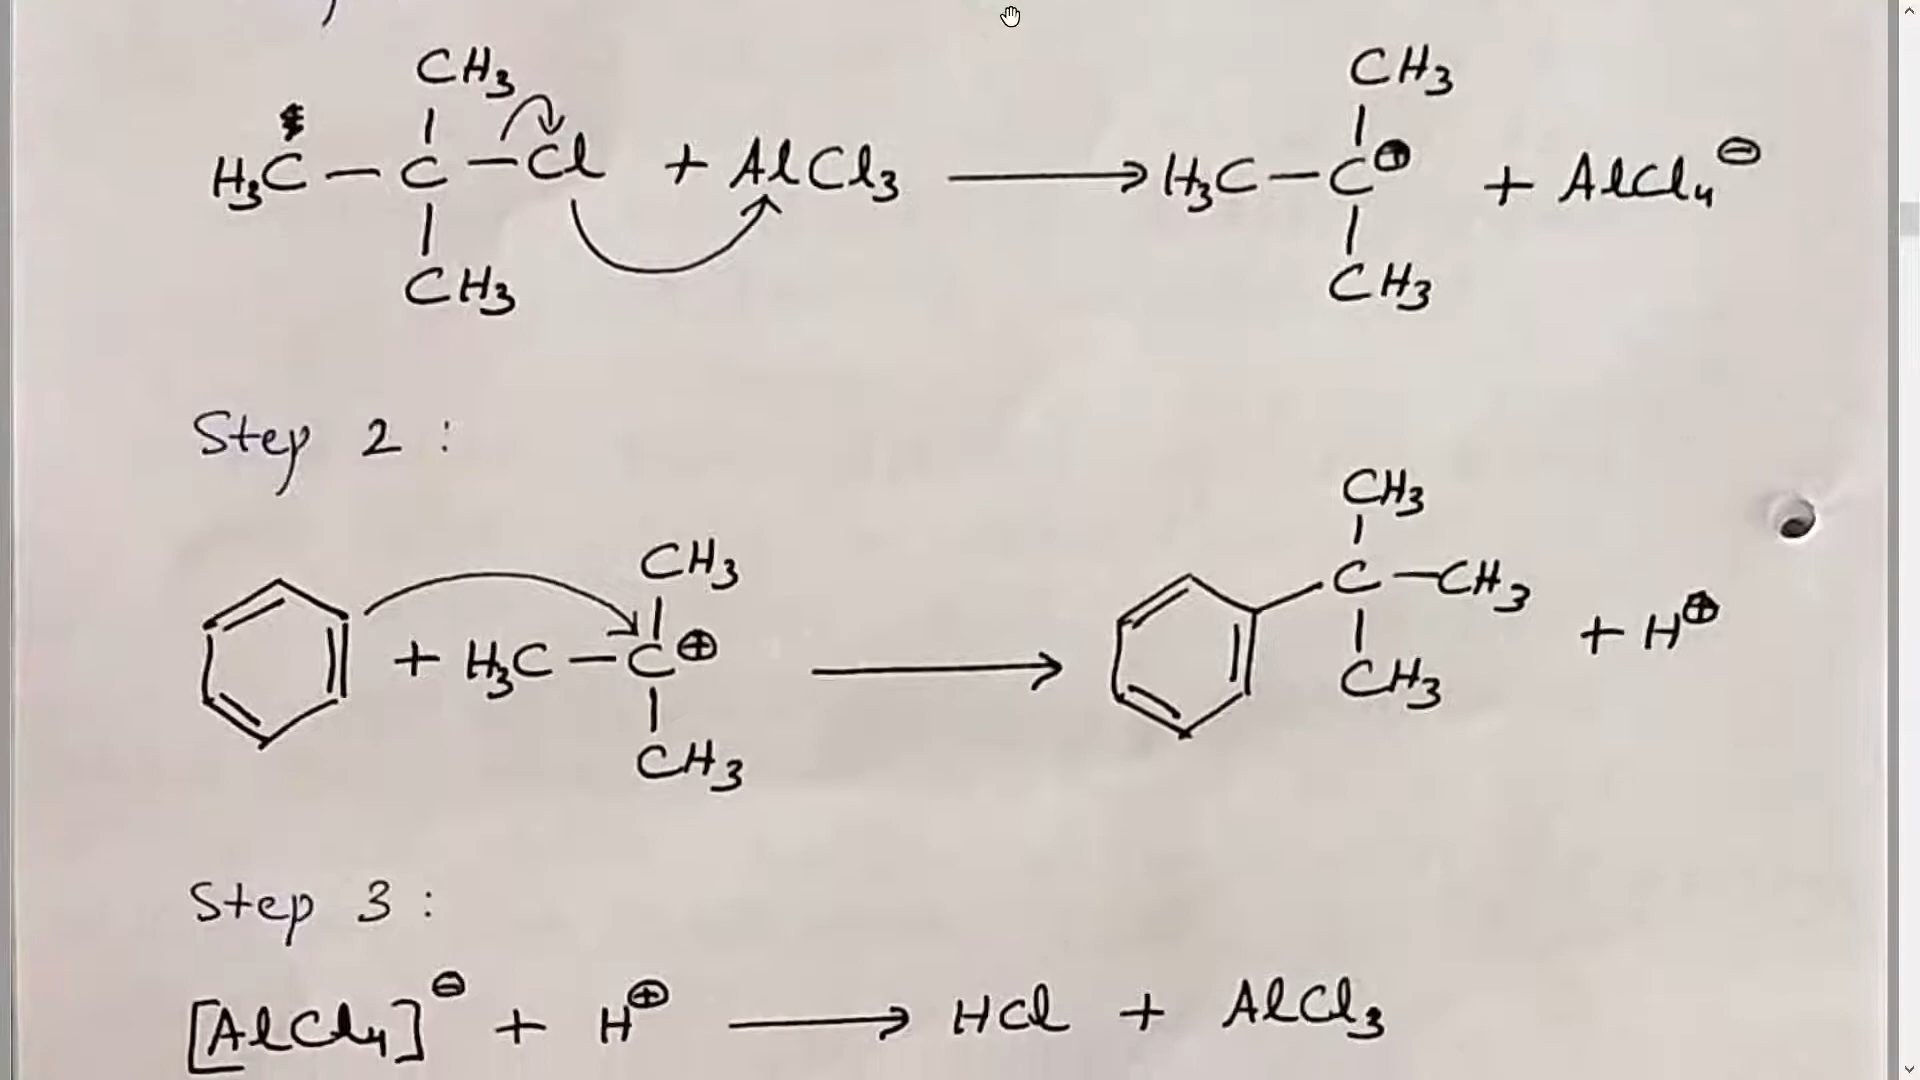 CH3
H3C — C — Cl + AlCl3 ⟶ H3C — C⊕ + AlCl4⊖
CH3
CH3
CH3
Step 2 :
CH3
+ H3C — C⊕ ⟶
CH3
CH3
C — CH3 + H⊕
CH3
Step 3 :
[AlCl4]⊖ + H⊕ ⟶ HCl + AlCl3